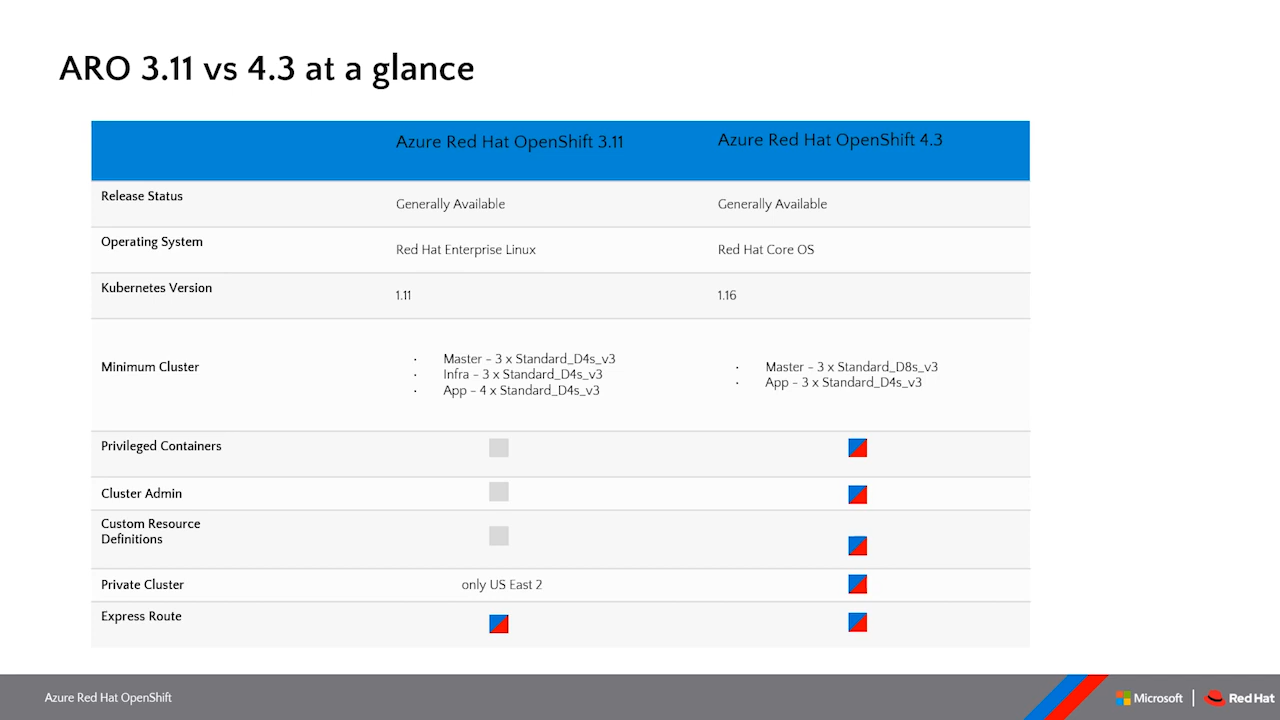 ARO 3.11 vs 4.3 at a glance
Azure Red Hat OpenShift 3.11
Azure Red Hat OpenShift 4.3
Release Status
Generally Available
Generally Available
Operating System
Red Hat Enterprise Linux
Red Hat Core OS
Kubernetes Version
1.11
1.16
Minimum Cluster
· Master – 3 x Standard_D4s_v3
· Infra – 3 x Standard_D4s_v3
· App – 4 x Standard_D4s_v3
· Master – 3 x Standard_D8s_v3
· App – 3 x Standard_D4s_v3
Privileged Containers
Cluster Admin
Custom Resource
Definitions
Private Cluster
only US East 2
Express Route
Azure Red Hat OpenShift
Microsoft
Red Hat